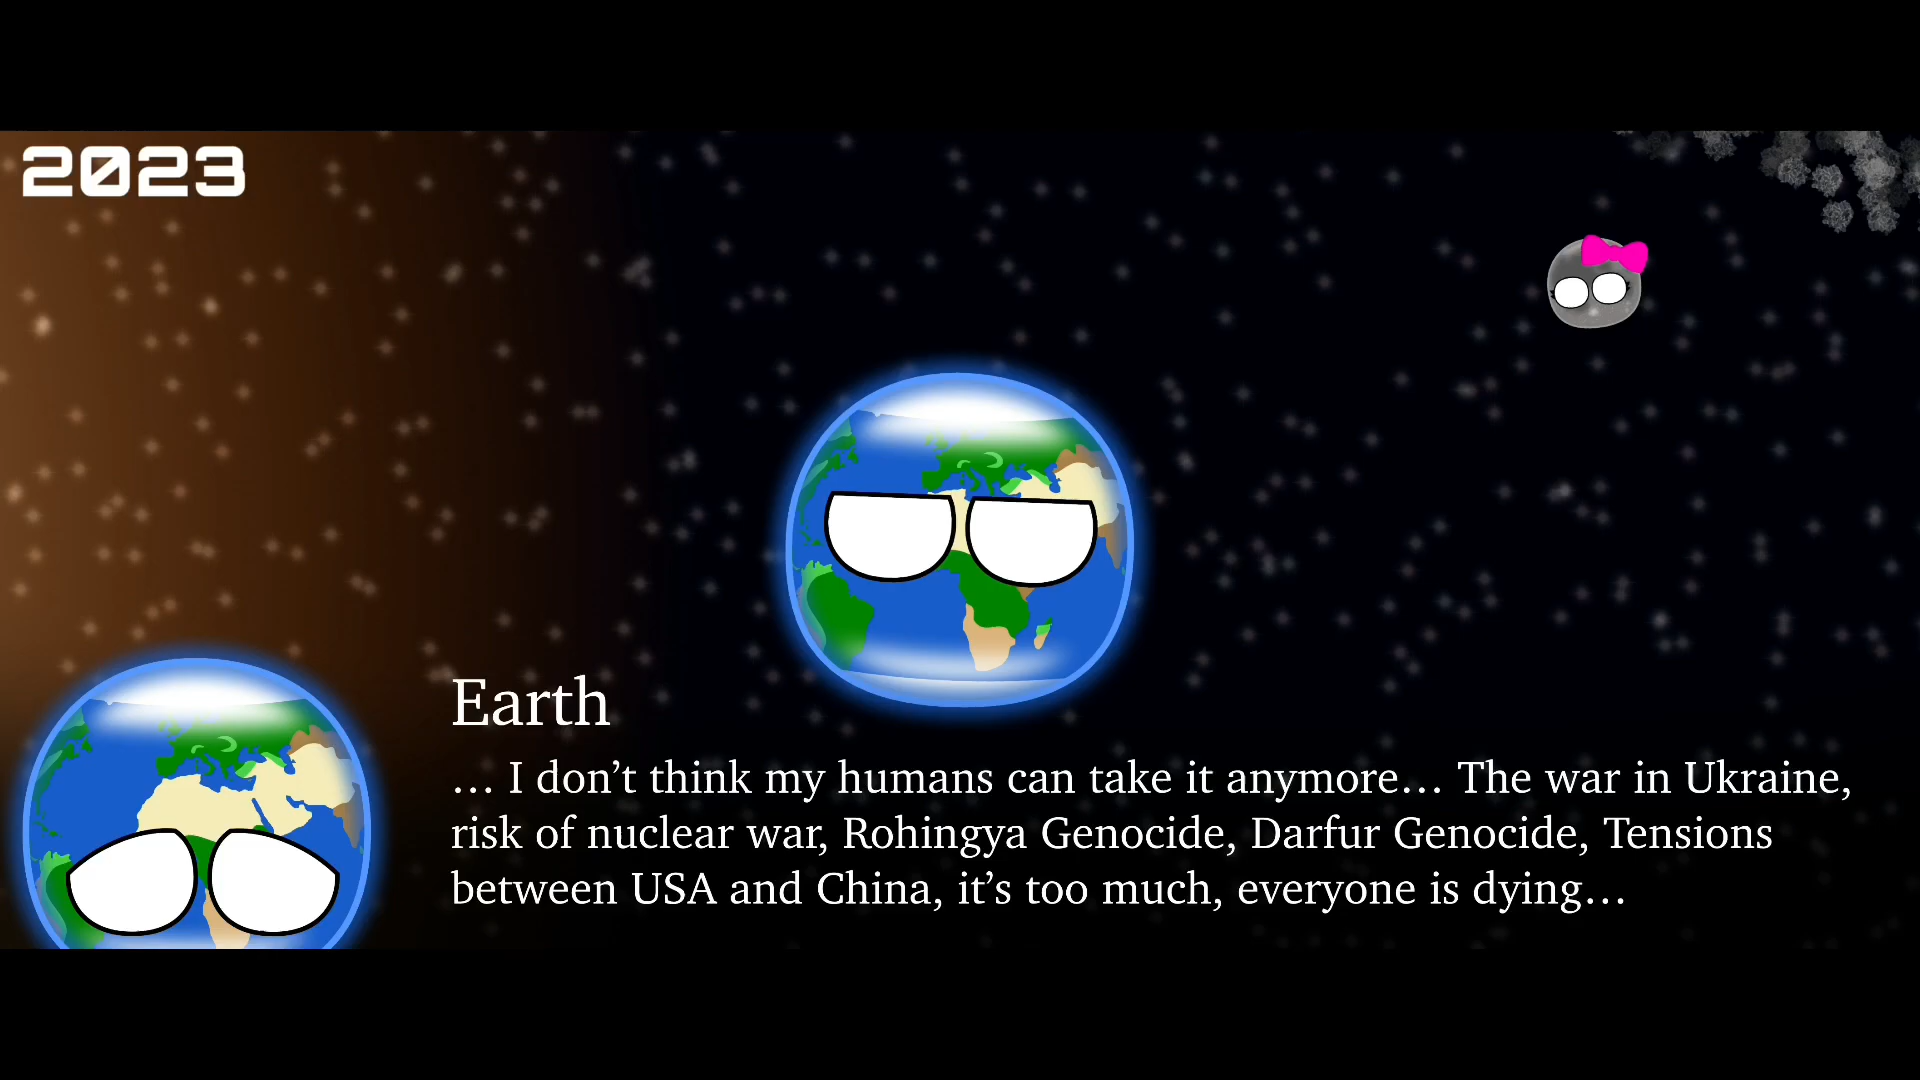 2023
Earth
… I don’t think my humans can take it anymore… The war in Ukraine,
risk of nuclear war, Rohingya Genocide, Darfur Genocide, Tensions
between USA and China, it’s too much, everyone is dying…